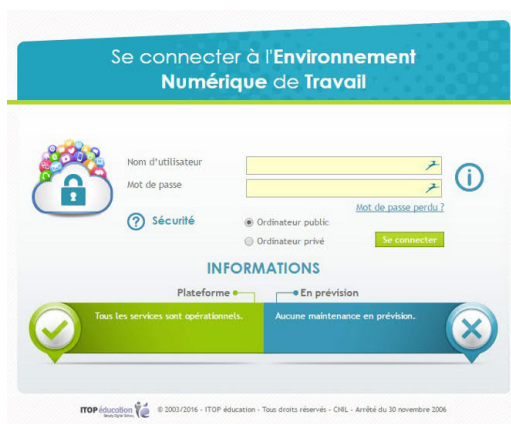 Se connecter à l'Environnement
Numérique de Travail
Nom d'utilisateur
Mot de passe
Mot de passe perdu ?
? Sécurité
Ordinateur public
Ordinateur privé
Se connecter
INFORMATIONS
Plateforme
En prévision
Tous les services sont opérationnels.
Aucune maintenance en prévision.
ITOP éducation © 2003/2016 - ITOP éducation - Tous droits réservés - CNIL - Arrêté du 30 novembre 2006